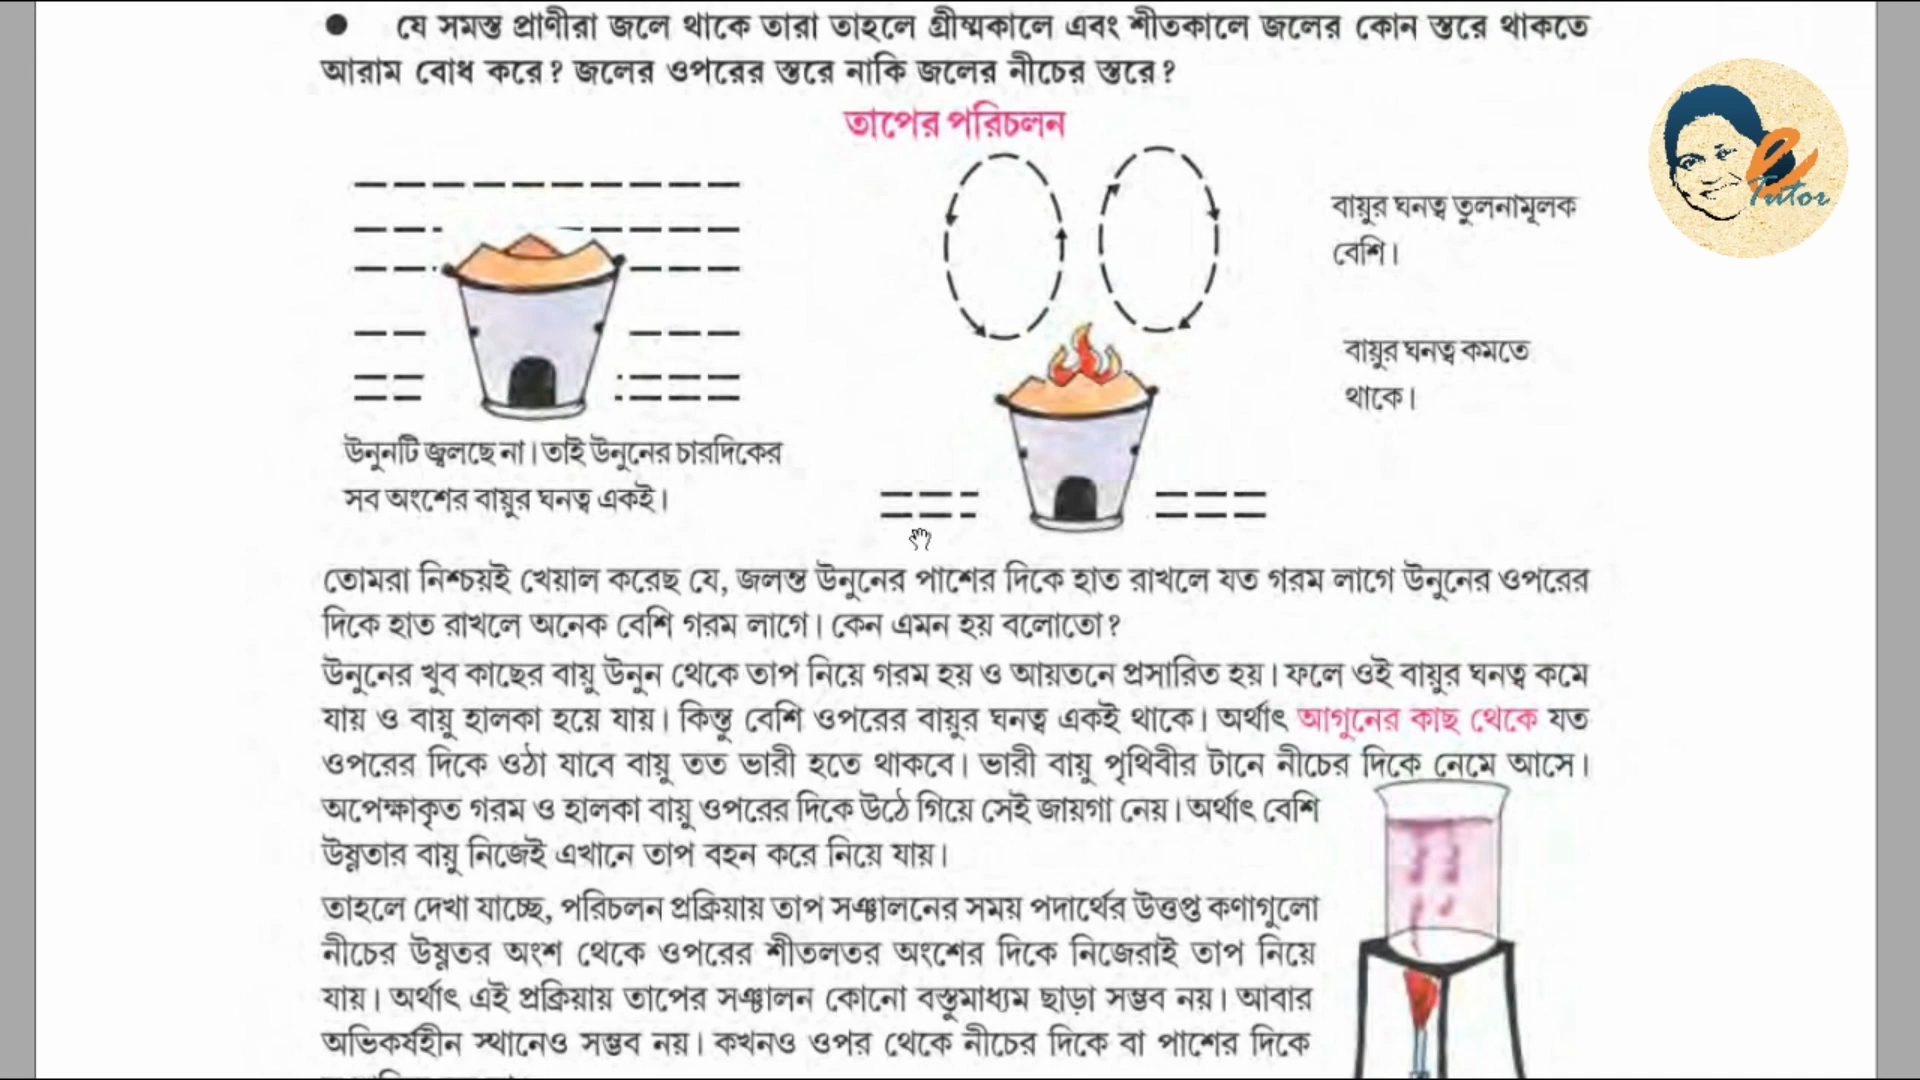 ● যে সমস্ত প্রাণীরা জলে থাকে তারা তাহলে গ্রীষ্মকালে এবং শীতকালে জলের কোন স্তরে থাকতে
আরাম বোধ করে? জলের ওপরের স্তরে নাকি জলের নীচের স্তরে?
তাপের পরিচলন
বায়ুর ঘনত্ব তুলনামূলক
বেশি।
বায়ুর ঘনত্ব কমতে
থাকে।
উনুনটি জ্বলছে না। তাই উনুনের চারদিকের
সব অংশের বায়ুর ঘনত্ব একই।
তোমরা নিশ্চয়ই খেয়াল করেছ যে, জলন্ত উনুনের পাশের দিকে হাত রাখলে যত গরম লাগে উনুনের ওপরের
দিকে হাত রাখলে অনেক বেশি গরম লাগে। কেন এমন হয় বলোতো?
উনুনের খুব কাছের বায়ু উনুন থেকে তাপ নিয়ে গরম হয় ও আয়তনে প্রসারিত হয়। ফলে ওই বায়ুর ঘনত্ব কমে
যায় ও বায়ু হালকা হয়ে যায়। কিন্তু বেশি ওপরের বায়ুর ঘনত্ব একই থাকে। অর্থাৎ আগুনের কাছ থেকে যত
ওপরের দিকে ওঠা যাবে বায়ু তত ভারী হতে থাকবে। ভারী বায়ু পৃথিবীর টানে নীচের দিকে নেমে আসে।
অপেক্ষাকৃত গরম ও হালকা বায়ু ওপরের দিকে উঠে গিয়ে সেই জায়গা নেয়। অর্থাৎ বেশি
উষ্ণতার বায়ু নিজেই এখানে তাপ বহন করে নিয়ে যায়।
তাহলে দেখা যাচ্ছে, পরিচলন প্রক্রিয়ায় তাপ সঞ্চালনের সময় পদার্থের উত্তপ্ত কণাগুলো
নীচের উষ্ণতর অংশ থেকে ওপরের শীতলতর অংশের দিকে নিজেরাই তাপ নিয়ে
যায়। অর্থাৎ এই প্রক্রিয়ায় তাপের সঞ্চালন কোনো বস্তুমাধ্যম ছাড়া সম্ভব নয়। আবার
অভিকর্ষহীন স্থানেও সম্ভব নয়। কখনও ওপর থেকে নীচের দিকে বা পাশের দিকে
e Tutor